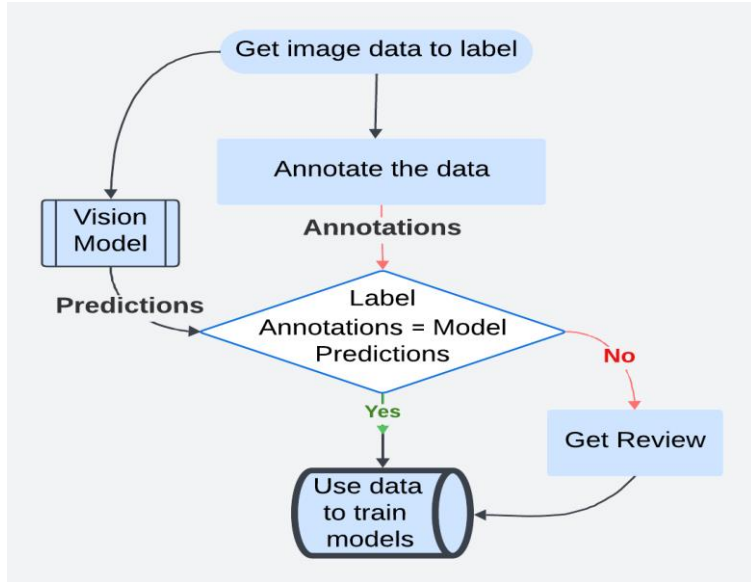 Get image data to label
Annotate the data
Vision
Model
Annotations
Predictions
Label
Annotations = Model
Predictions
No
Yes
Get Review
Use data
to train
models